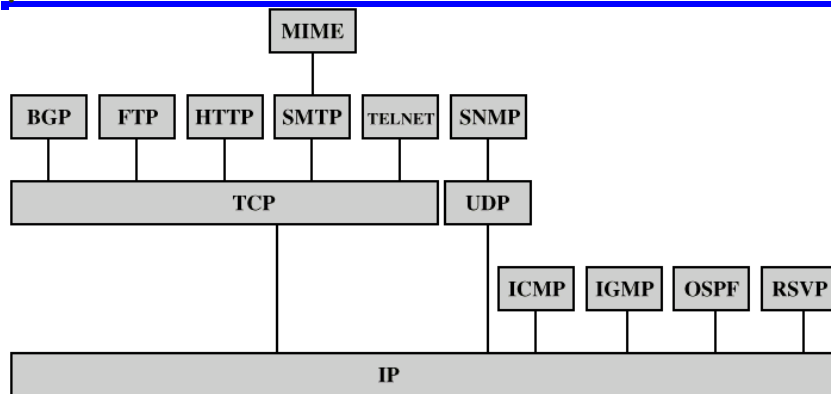 MIME
BGP FTP HTTP SMTP TELNET SNMP
TCP UDP
ICMP IGMP OSPF RSVP
IP